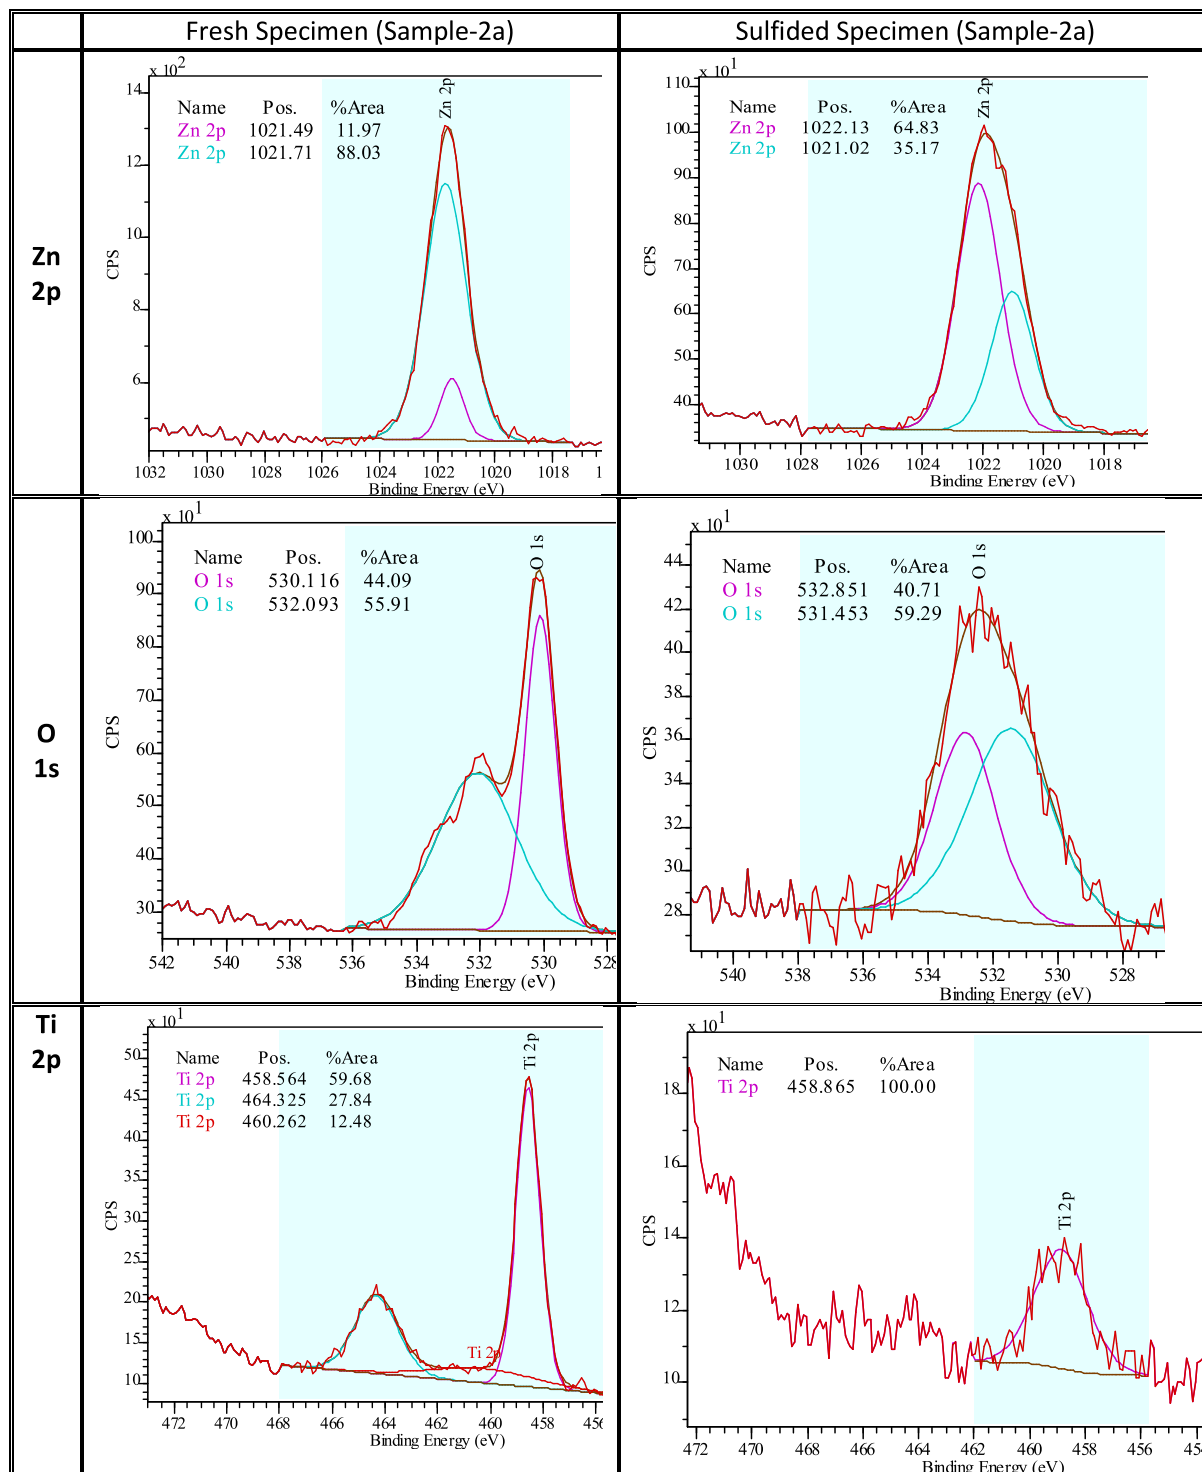 Fresh Specimen (Sample-2a)
Sulfided Specimen (Sample-2a)
Zn
2p
x 10²
Name Pos. %Area
Zn 2p 1021.49 11.97
Zn 2p 1021.71 88.03
Zn 2p
CPS
14
12
10
8
6
1032 1030 1028 1026 1024 1022 1020 1018 1
Binding Energy (eV)
x 10¹
Name Pos. %Area
Zn 2p 1022.13 64.83
Zn 2p 1021.02 35.17
Zn 2p
CPS
110
100
90
80
70
60
50
40
1030 1028 1026 1024 1022 1020 1018
Binding Energy (eV)
O
1s
x 10¹
Name Pos. %Area
O 1s 530.116 44.09
O 1s 532.093 55.91
O 1s
CPS
100
90
80
70
60
50
40
30
542 540 538 536 534 532 530 528
Binding Energy (eV)
x 10¹
Name Pos. %Area
O 1s 532.851 40.71
O 1s 531.453 59.29
O 1s
CPS
44
42
40
38
36
34
32
30
28
540 538 536 534 532 530 528
Binding Energy (eV)
Ti
2p
x 10¹
Name Pos. %Area
Ti 2p 458.564 59.68
Ti 2p 464.325 27.84
Ti 2p 460.262 12.48
Ti 2p
Ti 2p
CPS
50
45
40
35
30
25
20
15
10
472 470 468 466 464 462 460 458 456
Binding Energy (eV)
x 10¹
Name Pos. %Area
Ti 2p 458.865 100.00
Ti 2p
CPS
18
16
14
12
10
472 470 468 466 464 462 460 458 456 454
Binding Energy (eV)